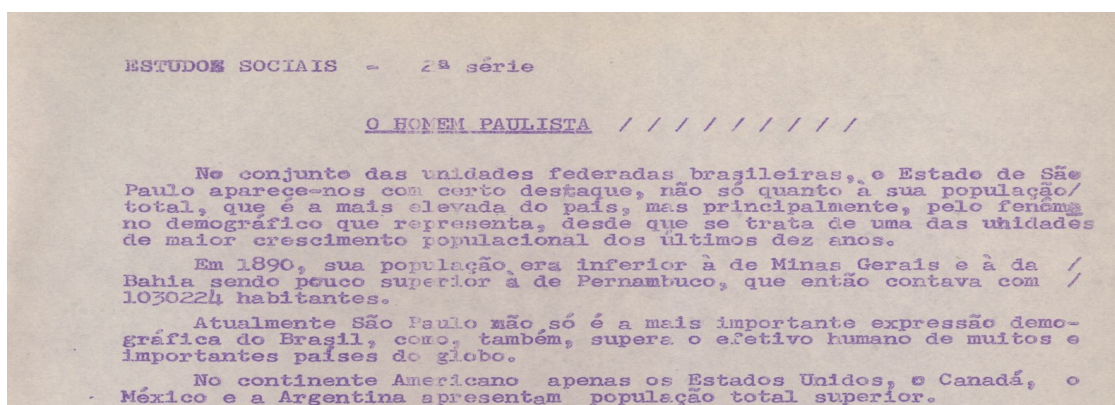 ESTUDOS SOCIAIS - 2ª série
O HOMEM PAULISTA / / / / / / / / /
No conjunto das unidades federadas brasileiras, o Estado de São
Paulo aparece-nos com certo destaque, não só quanto à sua população/
total, que é a mais elevada do país, mas principalmente, pelo fenôme
no demográfico que representa, desde que se trata de uma das unidades
de maior crescimento populacional dos últimos dez anos.
Em 1890, sua população era inferior à de Minas Gerais e à da /
Bahia sendo pouco superior à de Pernambuco, que então contava com /
1030224 habitantes.
Atualmente São Paulo não só é a mais importante expressão demo-
gráfica do Brasil, como, também, supera o efetivo humano de muitos e
importantes países do globo.
No continente Americano apenas os Estados Unidos, o Canadá, o
México e a Argentina apresentam população total superior.